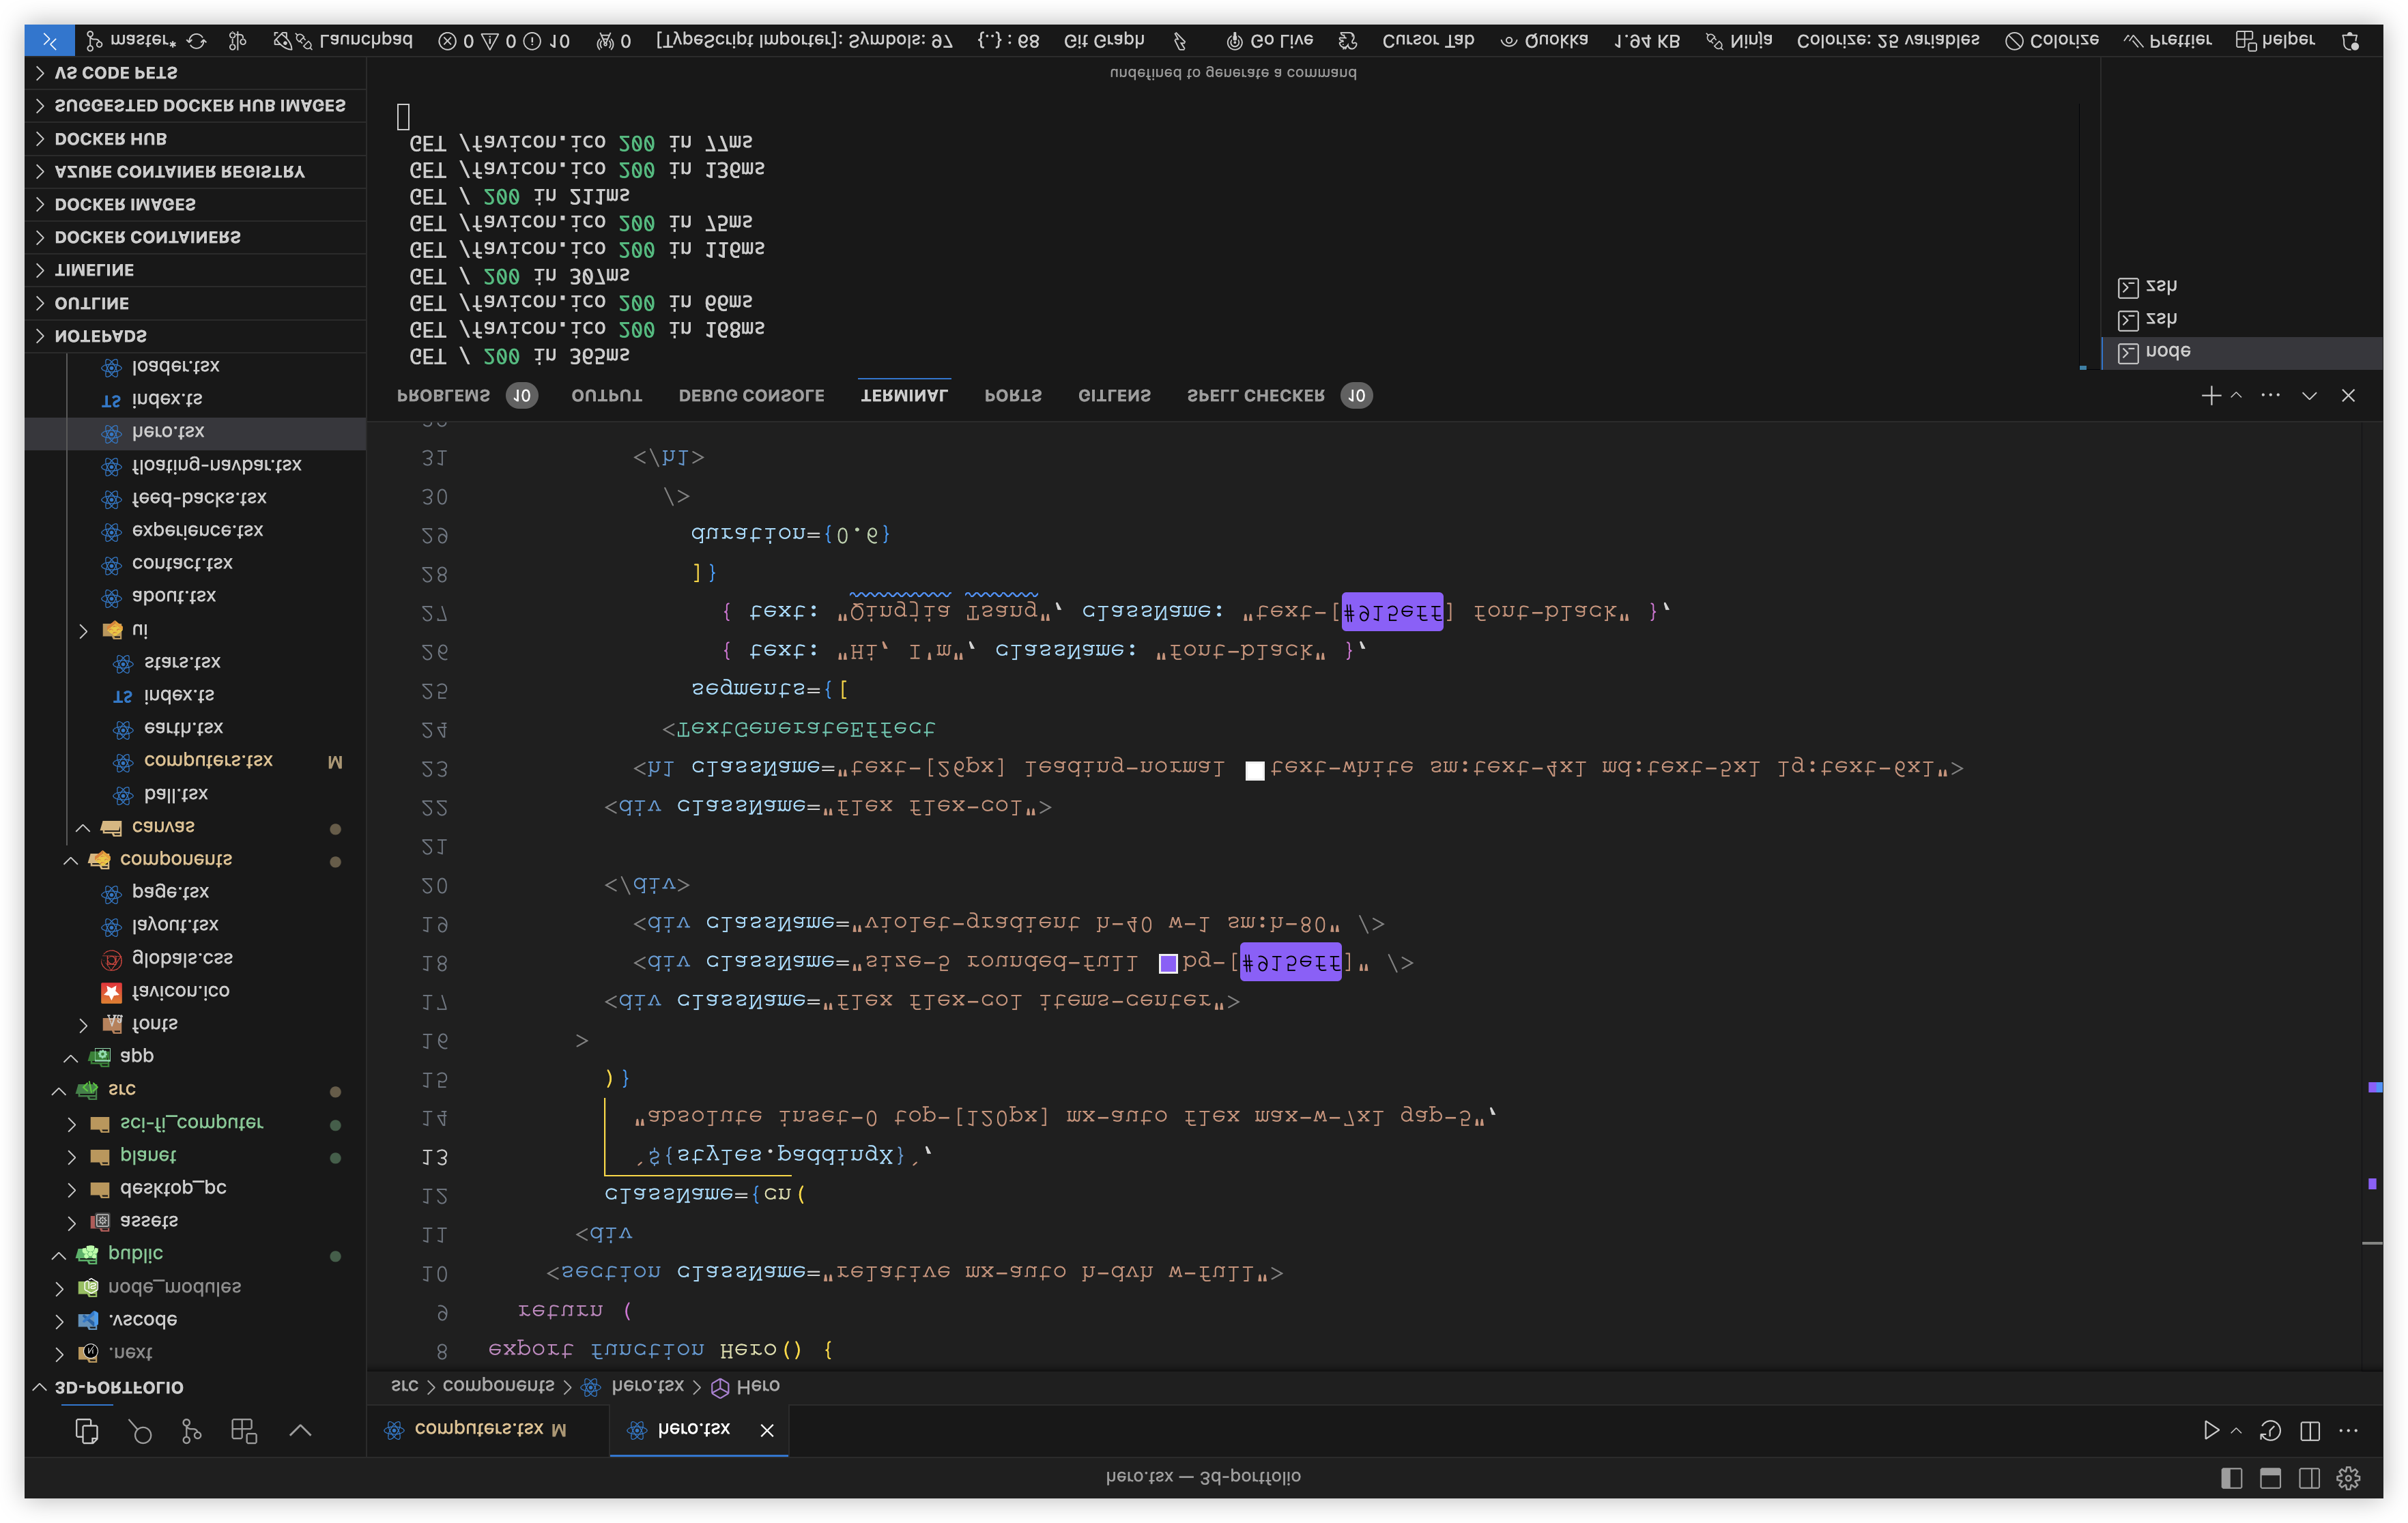 hero.tsx — 3d-portfolio
computers.tsx M
hero.tsx
src > components > hero.tsx > Hero
3D-PORTFOLIO
.next
.vscode
node_modules
public
assets
desktop_pc
planet
sci-fi_computer
src
app
fonts
favicon.ico
globals.css
layout.tsx
page.tsx
components
canvas
ball.tsx
computers.tsx M
earth.tsx
TS index.ts
stars.tsx
ui
about.tsx
contact.tsx
experience.tsx
feed-backs.tsx
floating-navbar.tsx
hero.tsx
TS index.ts
loader.tsx
NOTEPADS
OUTLINE
TIMELINE
DOCKER CONTAINERS
DOCKER IMAGES
AZURE CONTAINER REGISTRY
DOCKER HUB
SUGGESTED DOCKER HUB IMAGES
VS CODE PETS
8 export function Hero() {
9 return (
10 <section className="relative mx-auto h-dvh w-full">
11 <div
12 className={cn(
13 `${styles.paddingX}`,
14 "absolute inset-0 top-[120px] mx-auto flex max-w-7xl gap-5",
15 )}
16 >
17 <div className="flex flex-col items-center">
18 <div className="size-5 rounded-full bg-[#915eff]" />
19 <div className="violet-gradient h-40 w-1 sm:h-80" />
20 </div>
21
22 <div className="flex flex-col">
23 <h1 className="text-[26px] leading-normal text-white sm:text-4xl md:text-5xl lg:text-6xl">
24 <TextGenerateEffect
25 segments={[
26 { text: "Hi, I'm", className: "font-black" },
27 { text: "Qingjia Tsang", className: "text-[#915eff] font-black" },
28 ]}
29 duration={0.6}
30 />
31 </h1>
PROBLEMS 10 OUTPUT DEBUG CONSOLE TERMINAL PORTS GITLENS SPELL CHECKER 10
GET / 200 in 365ms
GET /favicon.ico 200 in 168ms
GET /favicon.ico 200 in 66ms
GET / 200 in 307ms
GET /favicon.ico 200 in 116ms
GET /favicon.ico 200 in 75ms
GET / 200 in 211ms
GET /favicon.ico 200 in 136ms
GET /favicon.ico 200 in 77ms
node
zsh
zsh
undefined to generate a command
master* Launchpad 0 0 10 0 [TypeScript Importer]: Symbols: 97 {..} : 68 Git Graph Go Live Cursor Tab Quokka 1.94 KB Ninja Colorize: 25 variables Colorize Prettier helper